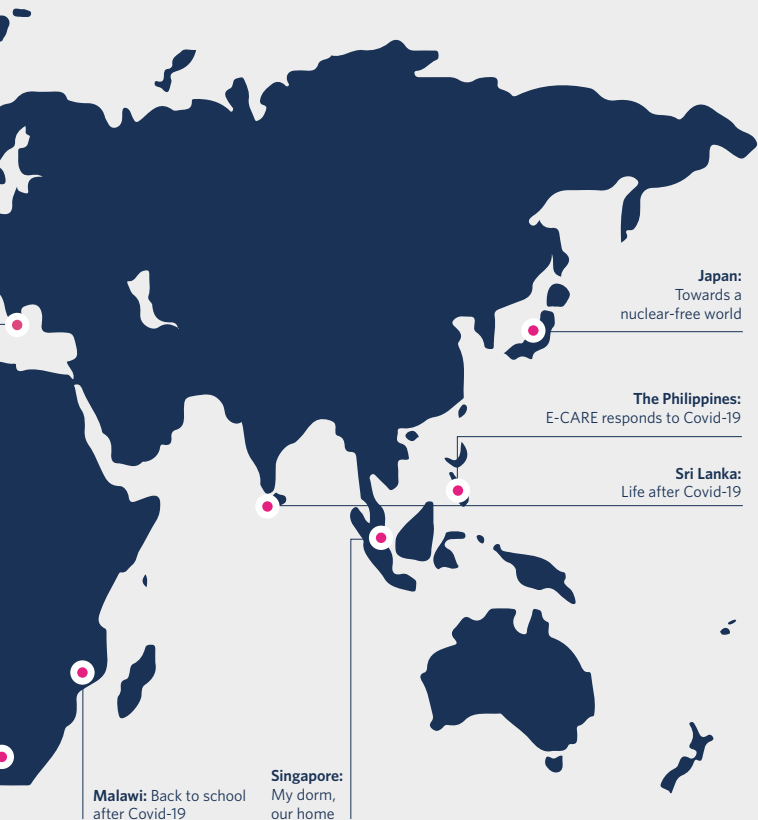 Japan:
Towards a
nuclear-free world
The Philippines:
E-CARE responds to Covid-19
Sri Lanka:
Life after Covid-19
Singapore:
My dorm,
our home
Malawi: Back to school
after Covid-19